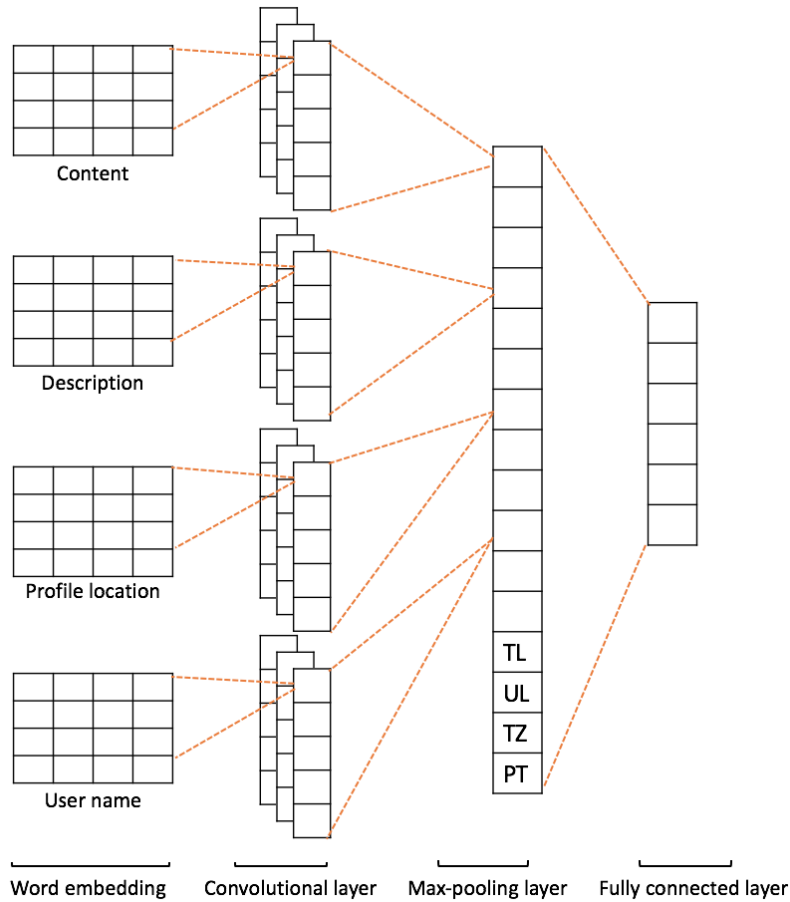 Content
Description
Profile location
User name
TL
UL
TZ
PT
Word embedding
Convolutional layer
Max-pooling layer
Fully connected layer